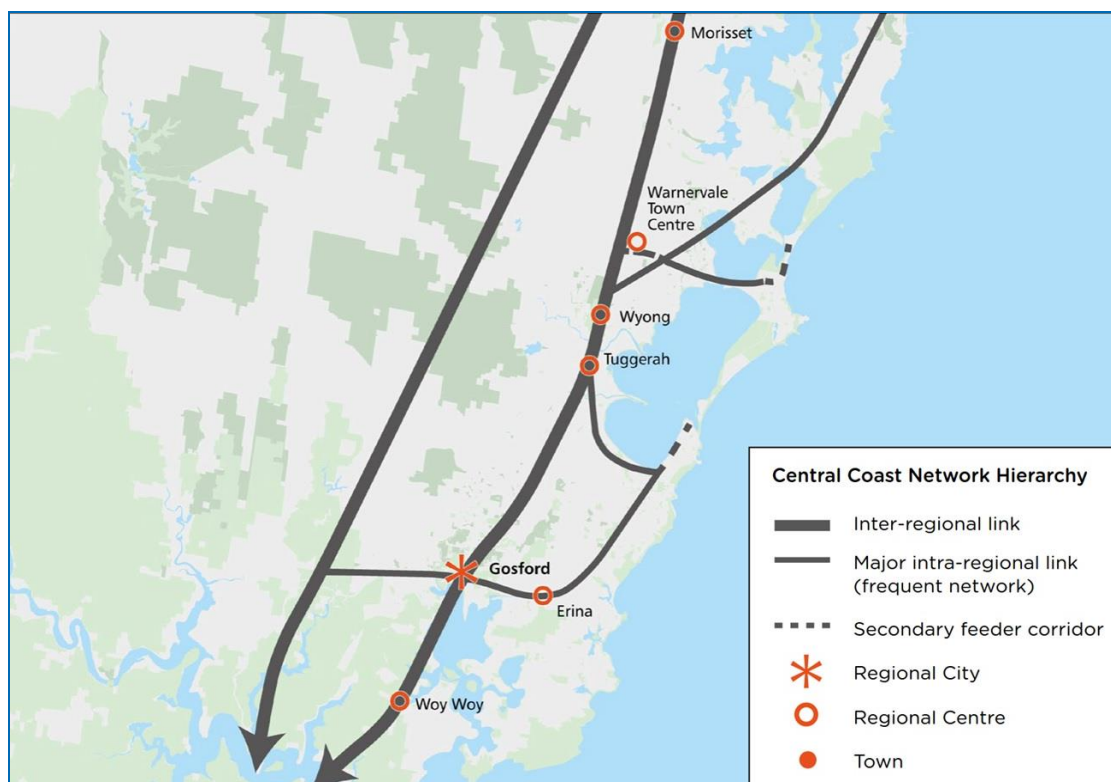 Morisset
Warnervale
Town
Centre
Wyong
Tuggerah
Gosford
Erina
Woy Woy
Central Coast Network Hierarchy
Inter-regional link
Major intra-regional link
(frequent network)
Secondary feeder corridor
Regional City
Regional Centre
Town